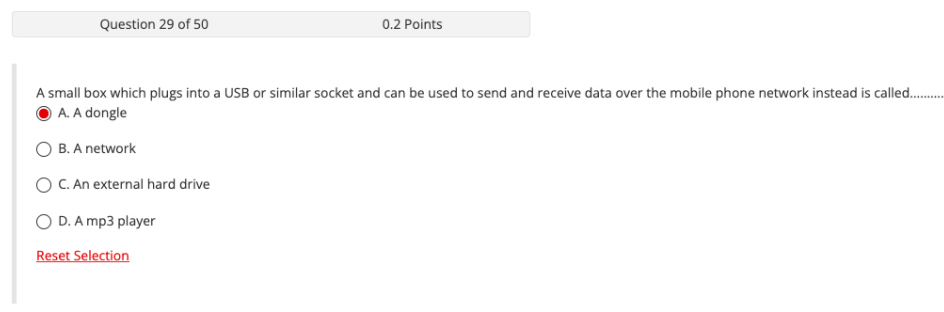 Question 29 of 50 0.2 Points
A small box which plugs into a USB or similar socket and can be used to send and receive data over the mobile phone network instead is called..........
A. A dongle
B. A network
C. An external hard drive
D. A mp3 player
Reset Selection